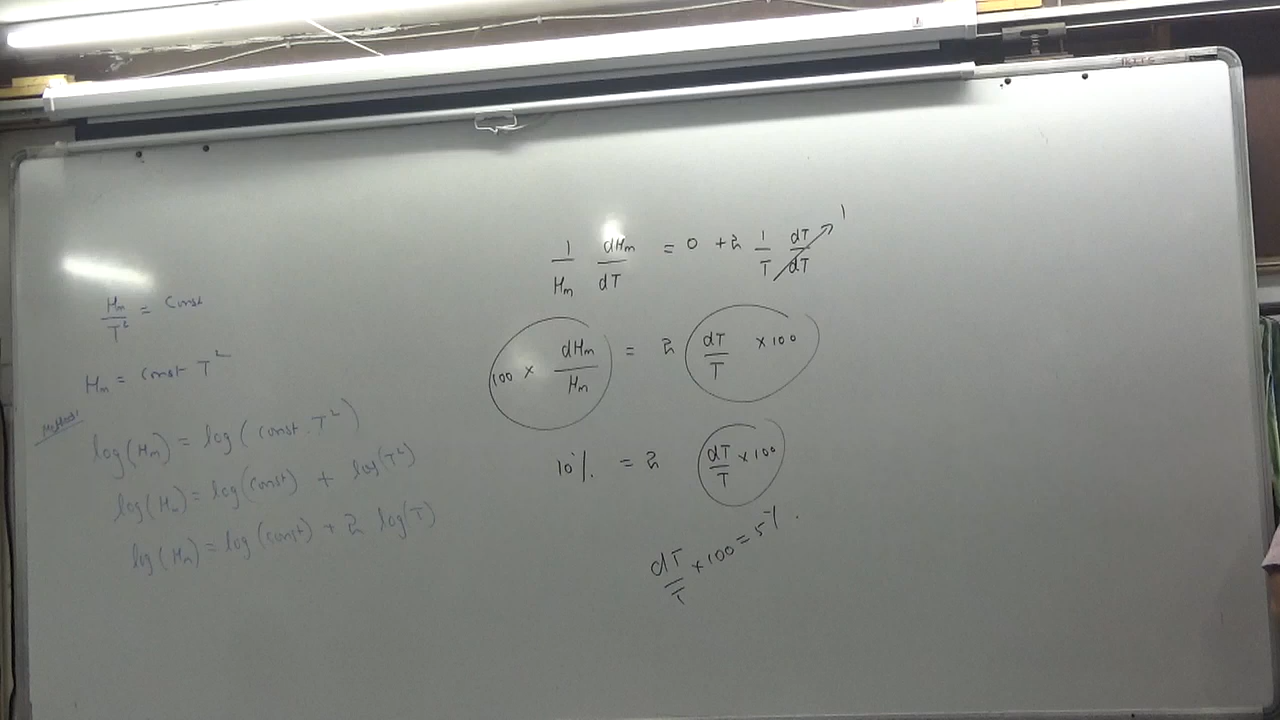 Hm/T² = Const
Hm = const T²
Method 1
log(Hm) = log(const. T²)
log(Hm) = log(const) + log(T²)
log(Hm) = log(const) + 2 log(T)
1/Hm dHm/dT = 0 + 2 1/T dT/dT 1
100 × dHm/Hm = 2 dT/T × 100
10% = 2 dT/T × 100
dT/T × 100 = 5%.